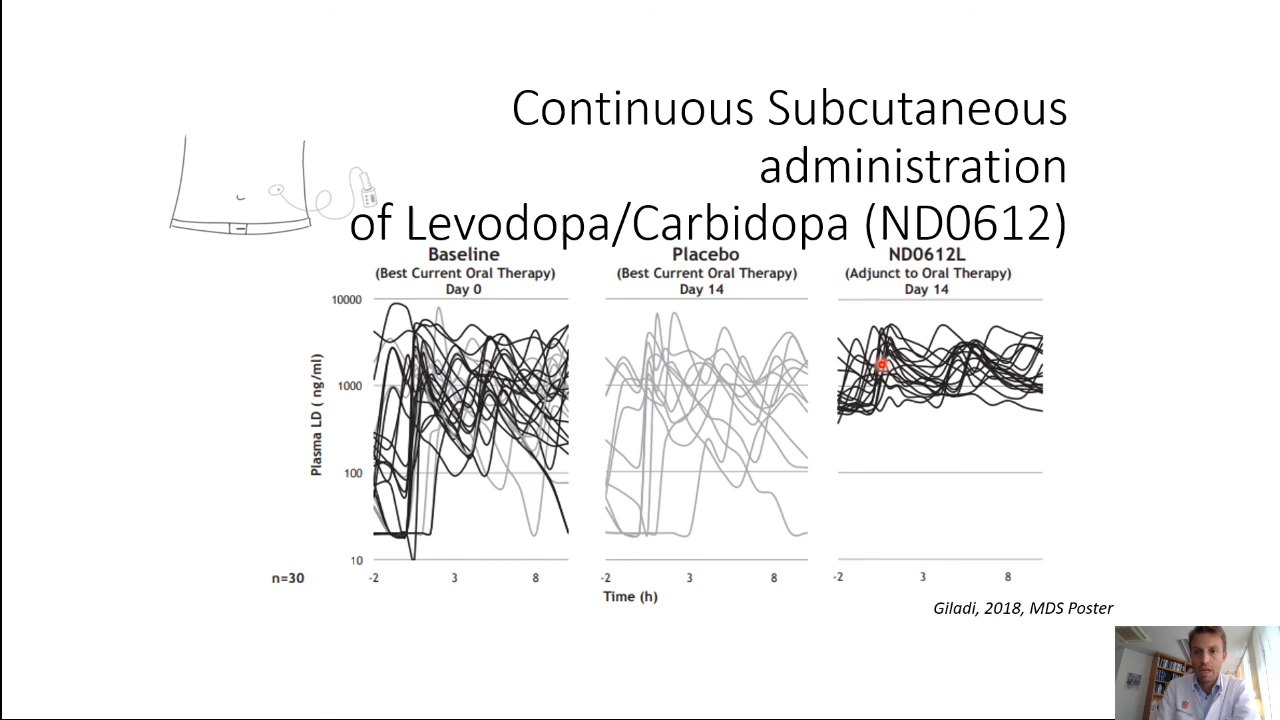 Continuous Subcutaneous
administration
of Levodopa/Carbidopa (ND0612)
Baseline
(Best Current Oral Therapy)
Day 0
Placebo
(Best Current Oral Therapy)
Day 14
ND0612L
(Adjunct to Oral Therapy)
Day 14
Plasma LD ( ng/ml)
10000
1000
100
10
-2 3 8
-2 3 8
-2 3 8
n=30
Time (h)
Giladi, 2018, MDS Poster